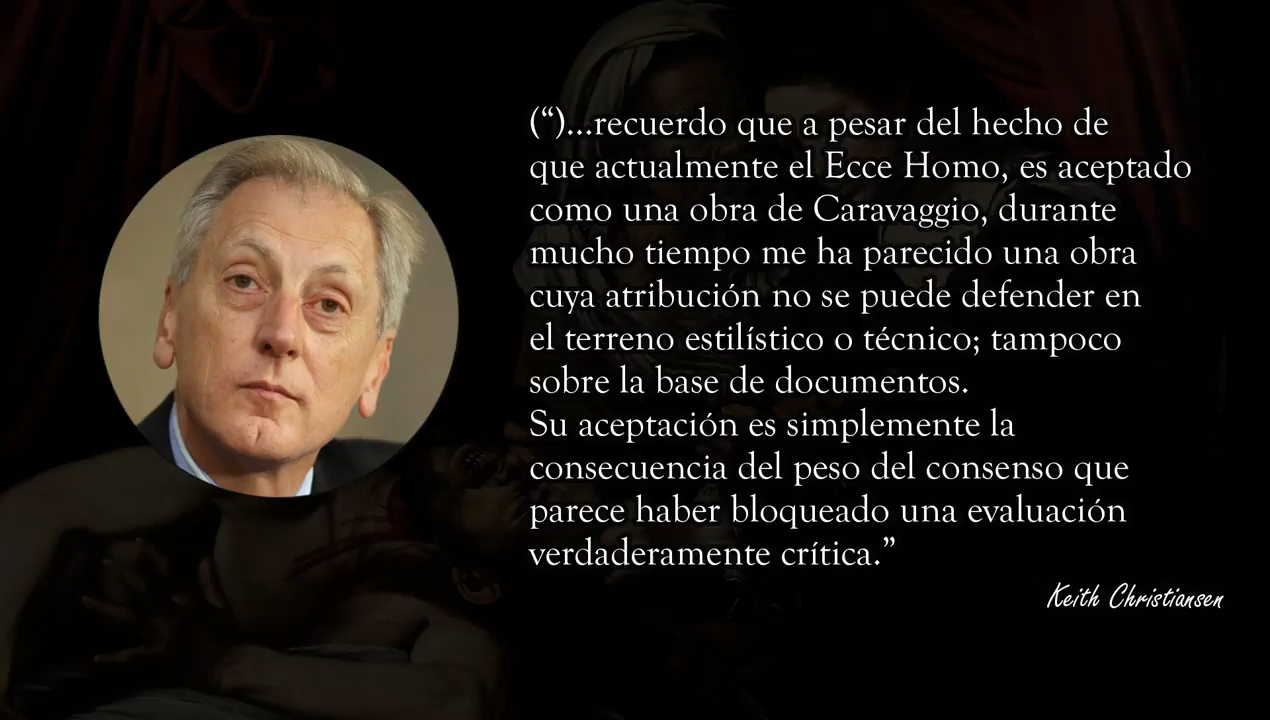 (“)...recuerdo que a pesar del hecho de
que actualmente el Ecce Homo, es aceptado
como una obra de Caravaggio, durante
mucho tiempo me ha parecido una obra
cuya atribución no se puede defender en
el terreno estilístico o técnico; tampoco
sobre la base de documentos.
Su aceptación es simplemente la
consecuencia del peso del consenso que
parece haber bloqueado una evaluación
verdaderamente crítica.”
Keith Christiansen